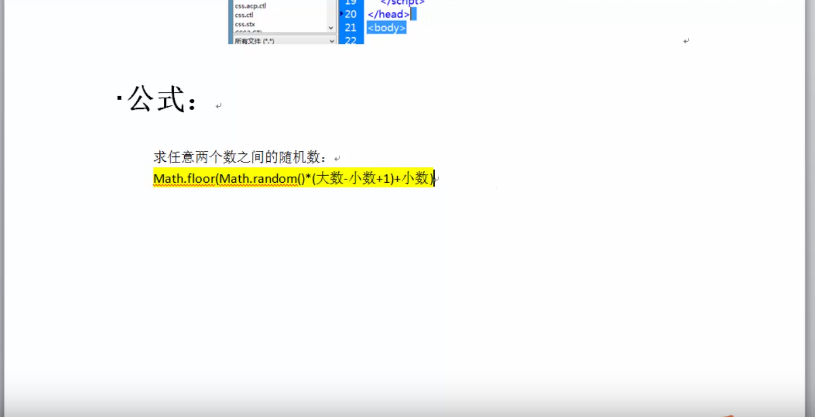 css.acp.ctl
css.ctl
css.stx
所有文件 (*.*)
19 </script>
20 </head>
21 <body>
22
·公式：
求任意两个数之间的随机数：
Math.floor(Math.random()*(大数-小数+1)+小数)